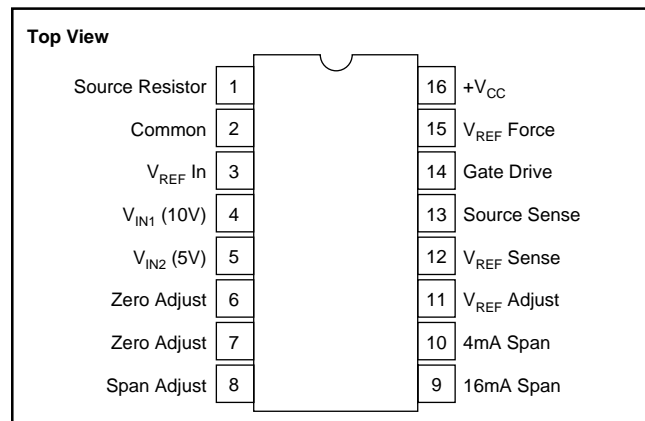 Top View
Source Resistor 1 16 +VCC
Common 2 15 VREF Force
VREF In 3 14 Gate Drive
VIN1 (10V) 4 13 Source Sense
VIN2 (5V) 5 12 VREF Sense
Zero Adjust 6 11 VREF Adjust
Zero Adjust 7 10 4mA Span
Span Adjust 8 9 16mA Span